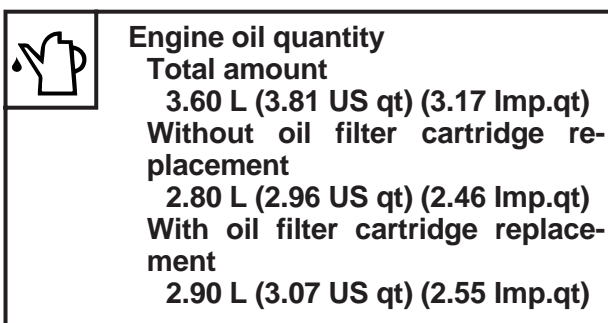 Engine oil quantity
Total amount
3.60 L (3.81 US qt) (3.17 Imp.qt)
Without oil filter cartridge re-
placement
2.80 L (2.96 US qt) (2.46 Imp.qt)
With oil filter cartridge replace-
ment
2.90 L (3.07 US qt) (2.55 Imp.qt)